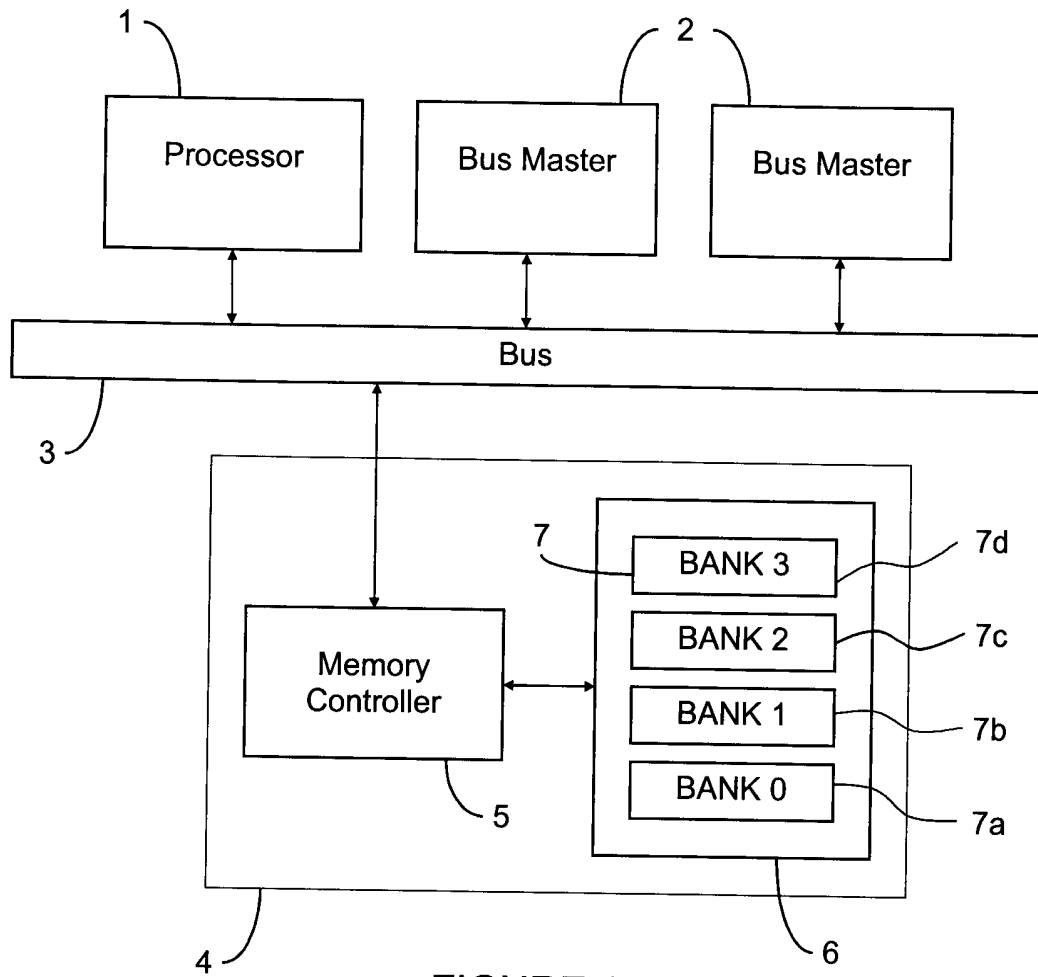 1
2
Processor
Bus Master
Bus Master
Bus
3
7
BANK 3
7d
BANK 2
7c
Memory
Controller
BANK 1
7b
BANK 0
7a
5
4
6